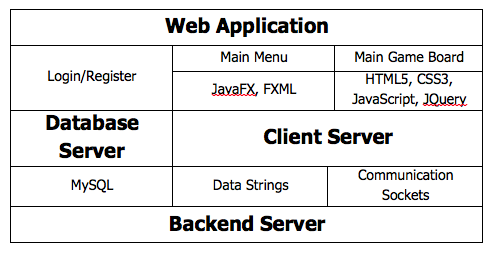 Web Application
Login/Register
Main Menu
Main Game Board
JavaFX, FXML
HTML5, CSS3,
JavaScript, JQuery
Database
Server
Client Server
MySQL
Data Strings
Communication
Sockets
Backend Server